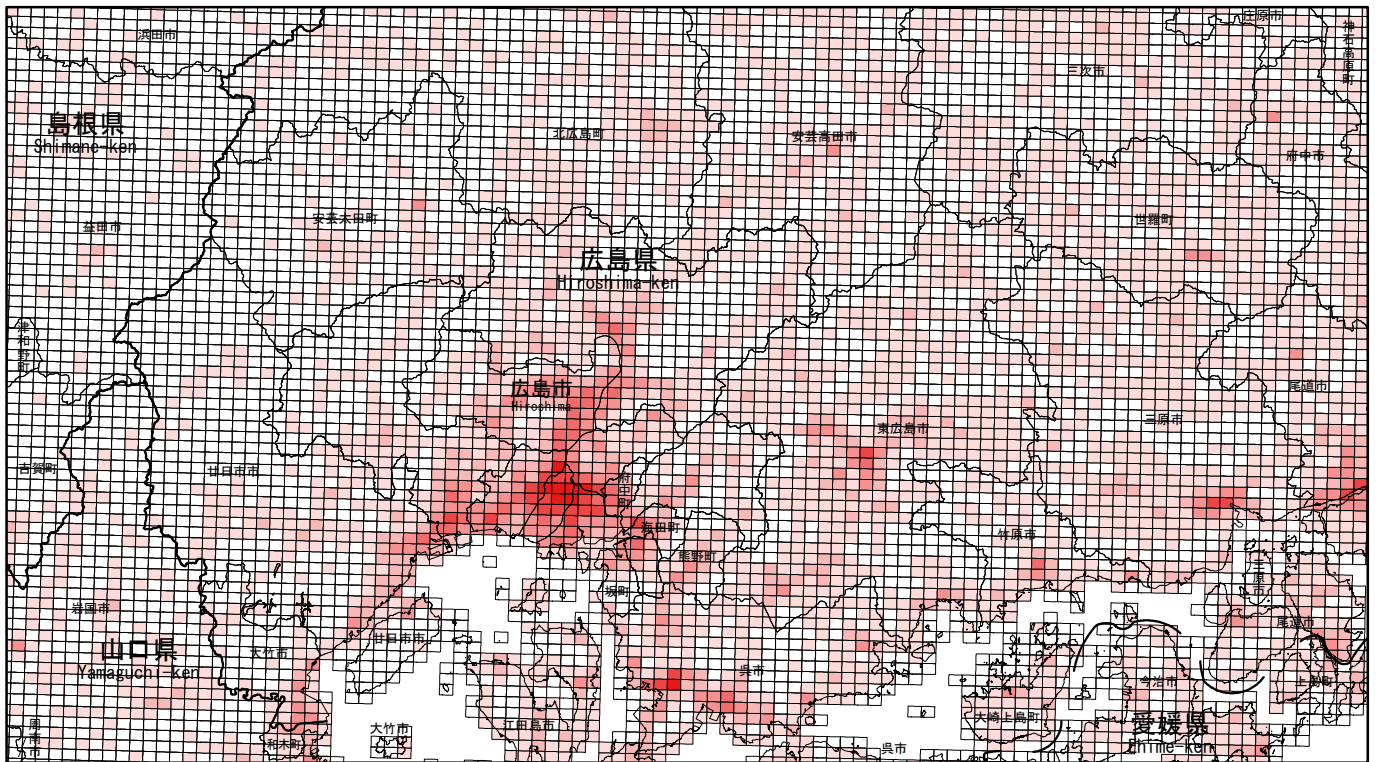 庄原市
神石高原町
浜田市
三次市
島根県
Shimane-ken
北広島町
安芸高田市
府中市
安芸太田町
世羅町
益田市
広島県
Hiroshima-ken
津和野町
広島市
Hiroshima
尾道市
三原市
東広島市
吉賀町
廿日市市
府中町
海田町
竹原市
熊野町
三原市
坂町
岩国市
尾道市
廿日市市
山口県
Yamaguchi-ken
大竹市
呉市
今治市
上島町
大崎上島町
周南市
大竹市
江田島市
愛媛県
Ehime-ken
和木町
呉市